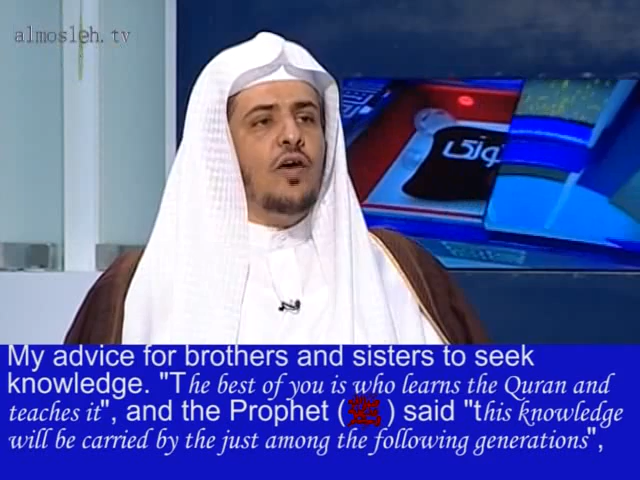 almosleh.tv
My advice for brothers and sisters to seek
knowledge. "The best of you is who learns the Quran and
teaches it", and the Prophet (ﷺ) said "this knowledge
will be carried by the just among the following generations",